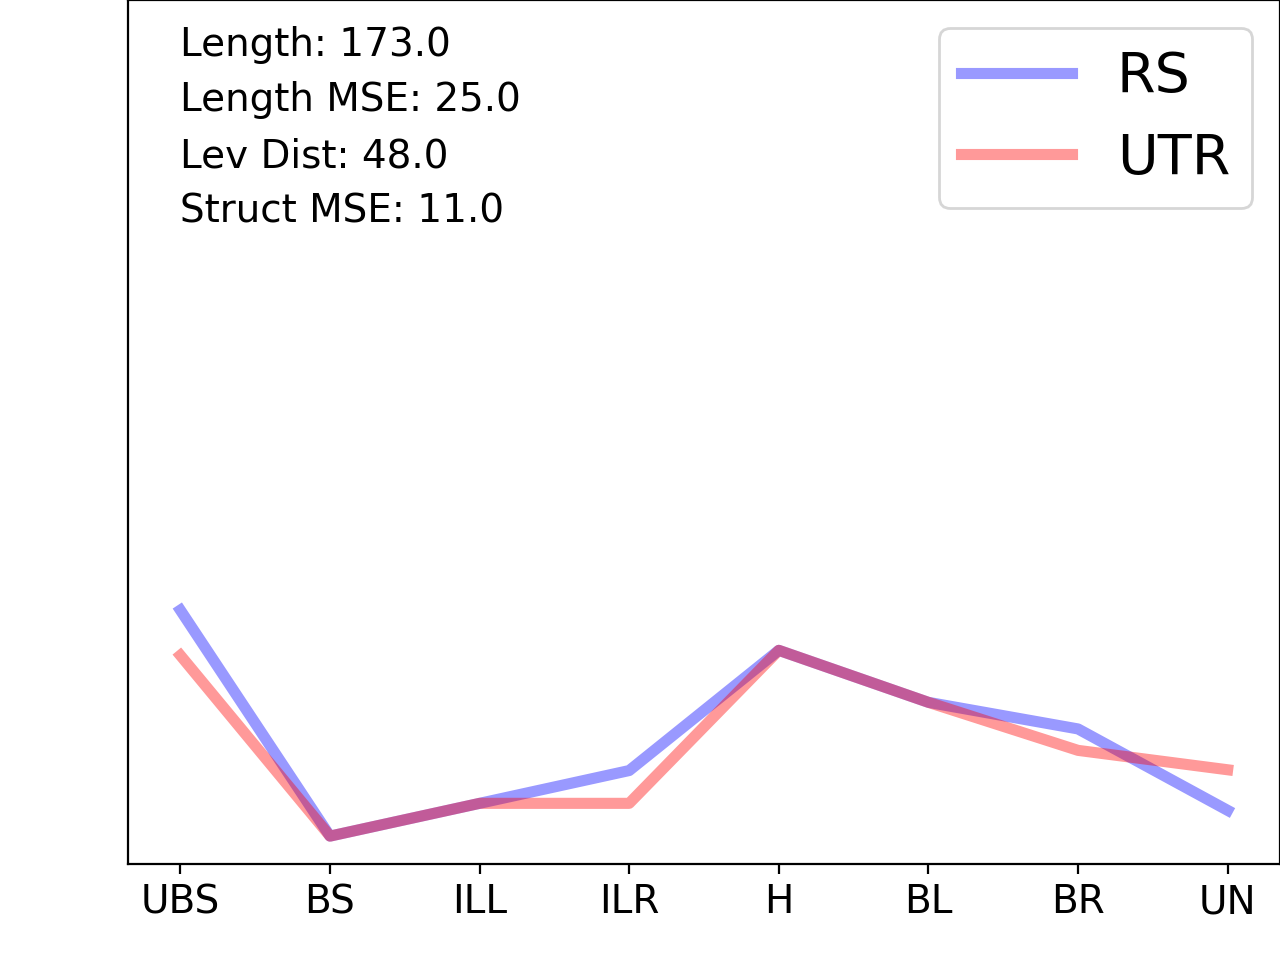 Length: 173.0
Length MSE: 25.0
Lev Dist: 48.0
Struct MSE: 11.0
RS
UTR
UBS BS ILL ILR H BL BR UN